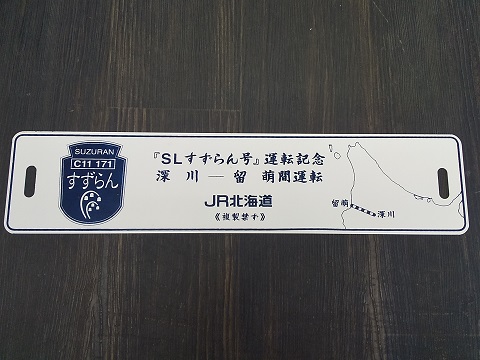 SUZURAN
C11 171
すずらん
『SLすずらん号』運転記念
深川―留萌間運転
JR北海道
《複製禁ず》
留萌
深川